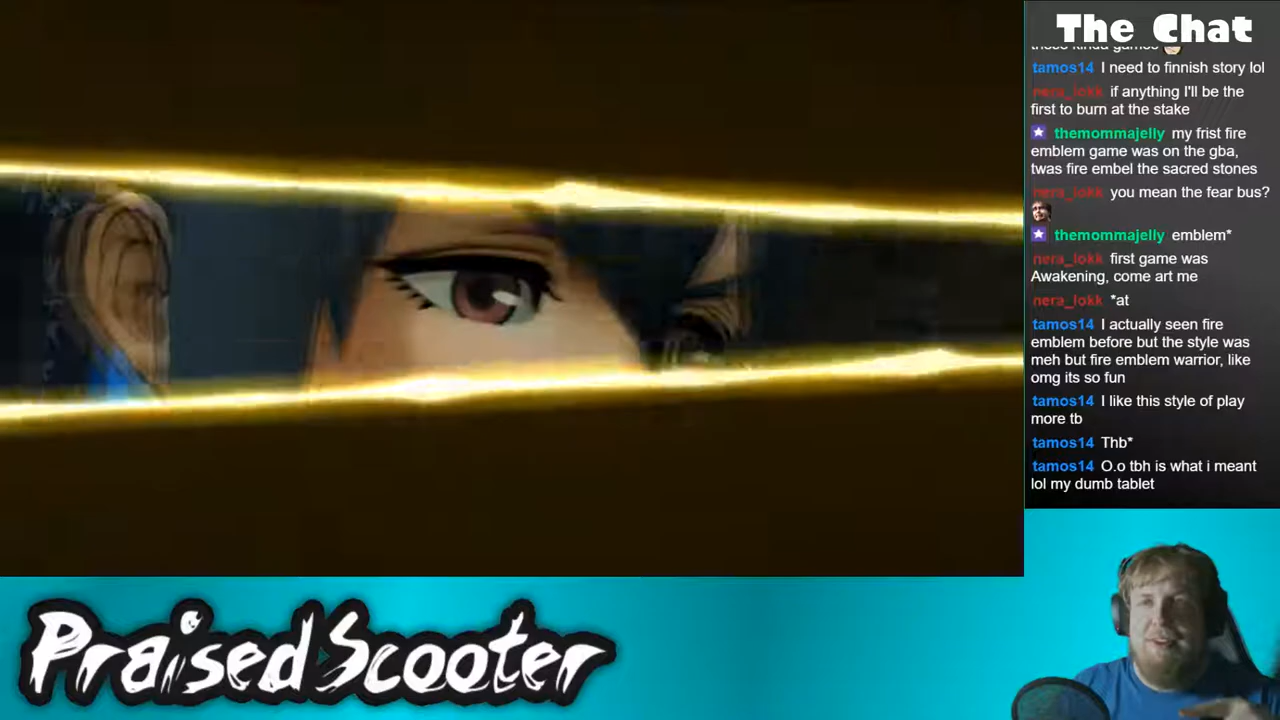 The Chat
those kinda games
tamos14 I need to finnish story lol
nera_lokk if anything I'll be the
first to burn at the stake
themommajelly my frist fire
emblem game was on the gba,
twas fire embel the sacred stones
nera_lokk you mean the fear bus?
themommajelly emblem*
nera_lokk first game was
Awakening, come art me
nera_lokk *at
tamos14 I actually seen fire
emblem before but the style was
meh but fire emblem warrior, like
omg its so fun
tamos14 I like this style of play
more tb
tamos14 Thb*
tamos14 O.o tbh is what i meant
lol my dumb tablet
PraisedScooter